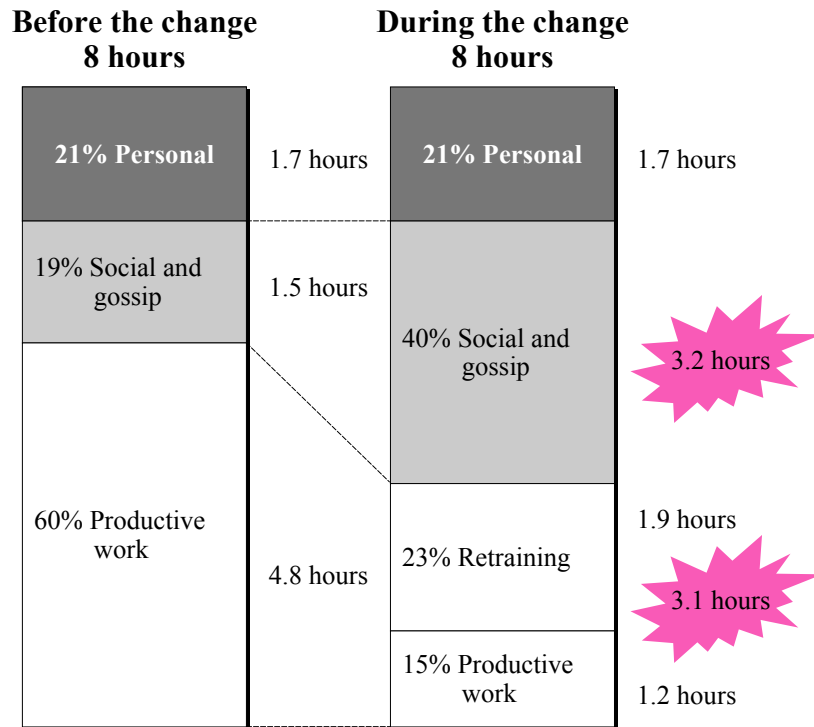 Before the change
8 hours
During the change
8 hours
21% Personal
1.7 hours
21% Personal
1.7 hours
19% Social and
gossip
1.5 hours
40% Social and
gossip
3.2 hours
60% Productive
work
4.8 hours
1.9 hours
23% Retraining
3.1 hours
15% Productive
work
1.2 hours